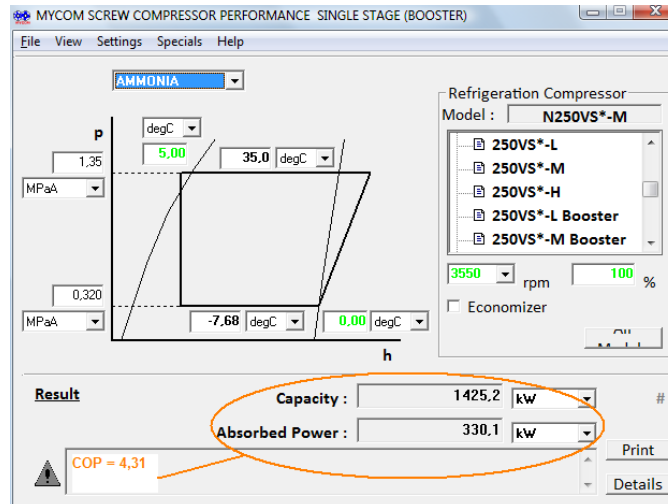 MYCOM SCREW COMPRESSOR PERFORMANCE SINGLE STAGE (BOOSTER)
File View Settings Specials Help
AMMONIA
Refrigeration Compressor
Model : N250VS*-M
p
degC
5,00
35,0 degC
1,35
MPaA
250VS*-L
250VS*-M
250VS*-H
250VS*-L Booster
250VS*-M Booster
3550 rpm 100 %
0,320
MPaA
-7,68 degC
0,00 degC
Economizer
h
Result
Capacity : 1425,2 kW #
Absorbed Power : 330,1 kW
COP = 4,31
Print
Details